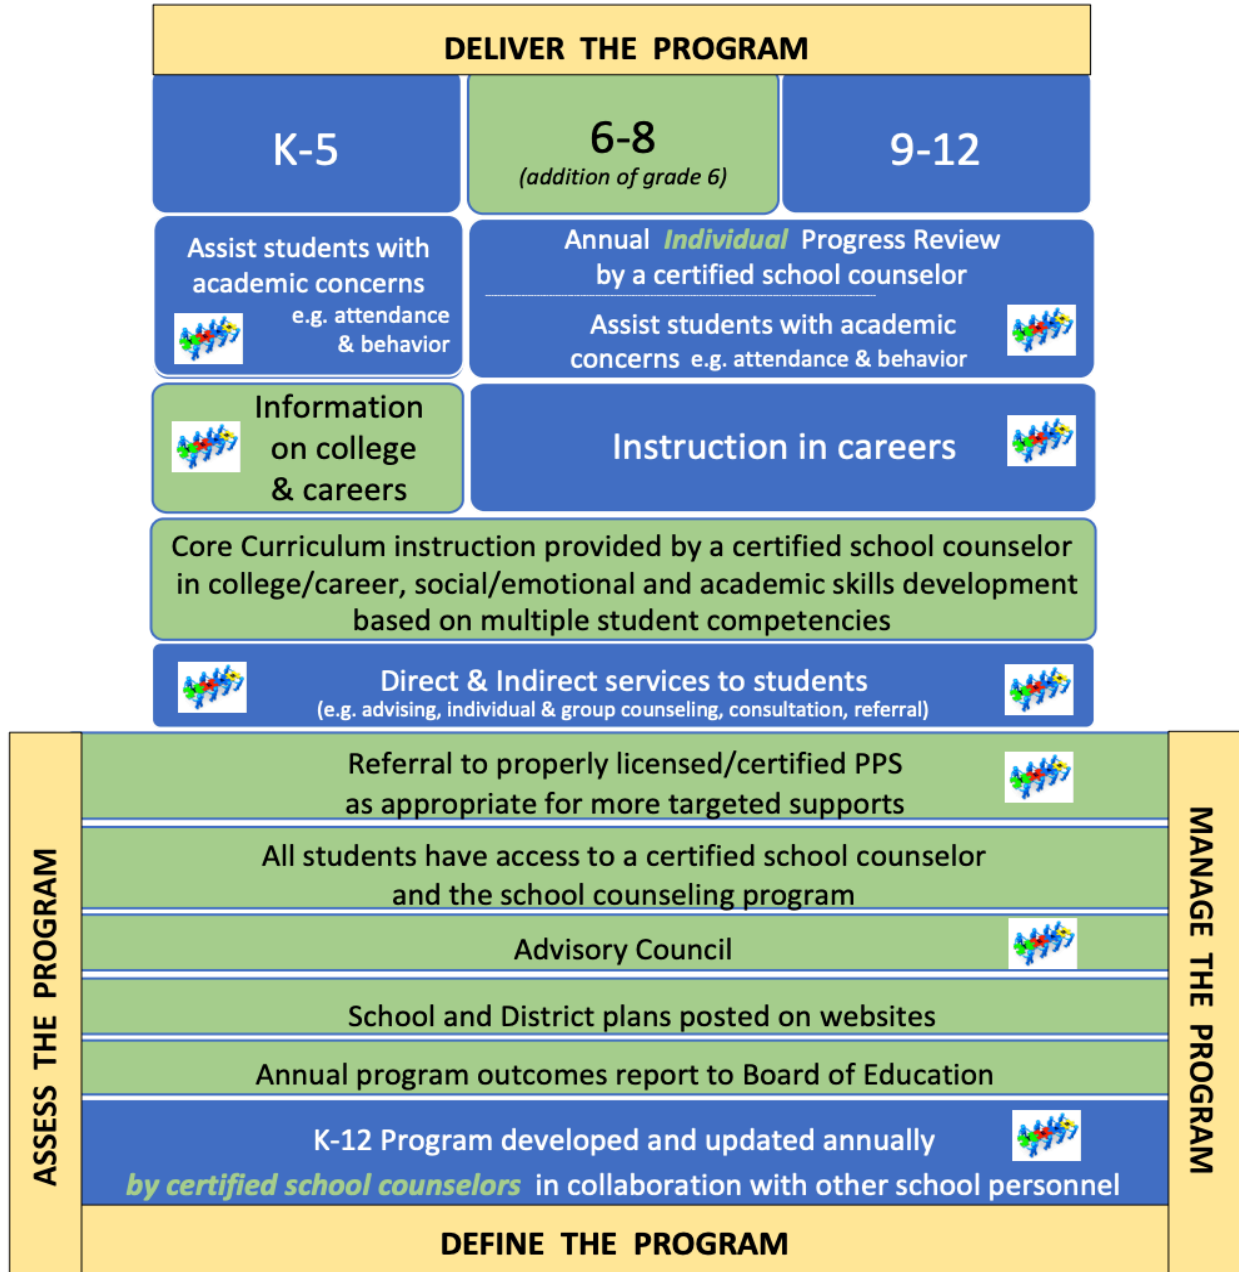 DELIVER THE PROGRAM
K-5
6-8
(addition of grade 6)
9-12
Assist students with
academic concerns
e.g. attendance
& behavior
Annual Individual Progress Review
by a certified school counselor
Assist students with academic
concerns e.g. attendance & behavior
Information
on college
& careers
Instruction in careers
Core Curriculum instruction provided by a certified school counselor
in college/career, social/emotional and academic skills development
based on multiple student competencies
Direct & Indirect services to students
(e.g. advising, individual & group counseling, consultation, referral)
ASSESS THE PROGRAM
Referral to properly licensed/certified PPS
as appropriate for more targeted supports
All students have access to a certified school counselor
and the school counseling program
Advisory Council
School and District plans posted on websites
Annual program outcomes report to Board of Education
K-12 Program developed and updated annually
by certified school counselors in collaboration with other school personnel
MANAGE THE PROGRAM
DEFINE THE PROGRAM